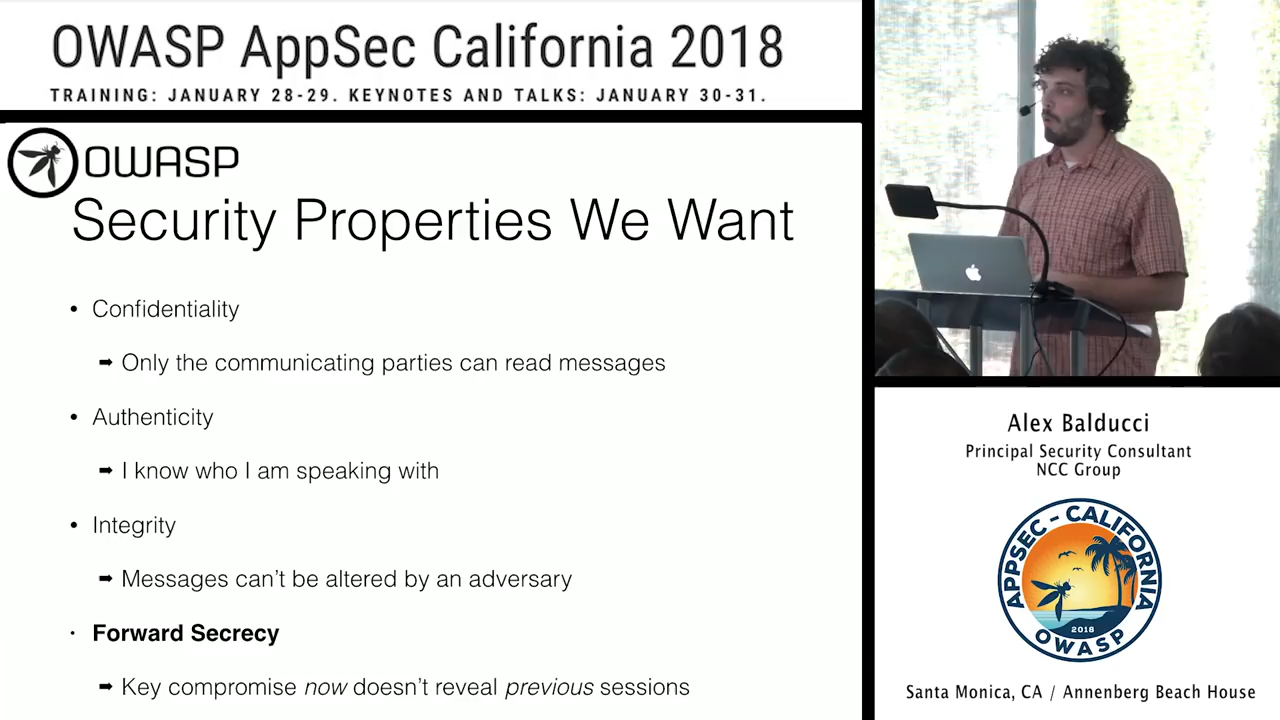 OWASP AppSec California 2018
TRAINING: JANUARY 28-29. KEYNOTES AND TALKS: JANUARY 30-31.
OWASP
Security Properties We Want
• Confidentiality
➡ Only the communicating parties can read messages
• Authenticity
➡ I know who I am speaking with
• Integrity
➡ Messages can't be altered by an adversary
• Forward Secrecy
➡ Key compromise now doesn't reveal previous sessions
Alex Balducci
Principal Security Consultant
NCC Group
APPSEC - CALIFORNIA
2018
OWASP
Santa Monica, CA / Annenberg Beach House